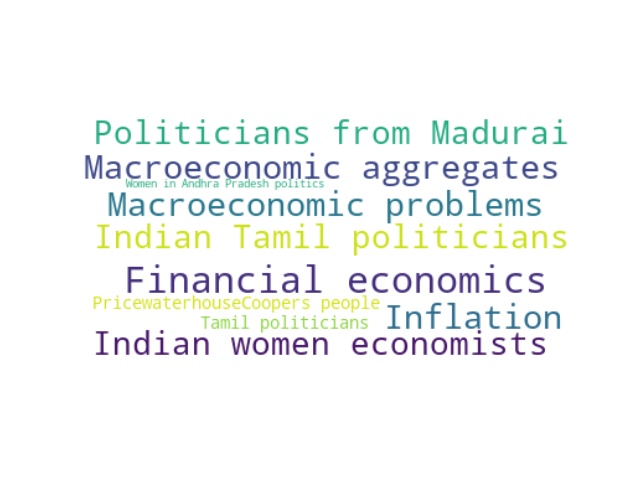 Politicians from Madurai
Macroeconomic aggregates
Women in Andhra Pradesh politics
Macroeconomic problems
Indian Tamil politicians
Financial economics
PricewaterhouseCoopers people
Inflation
Tamil politicians
Indian women economists